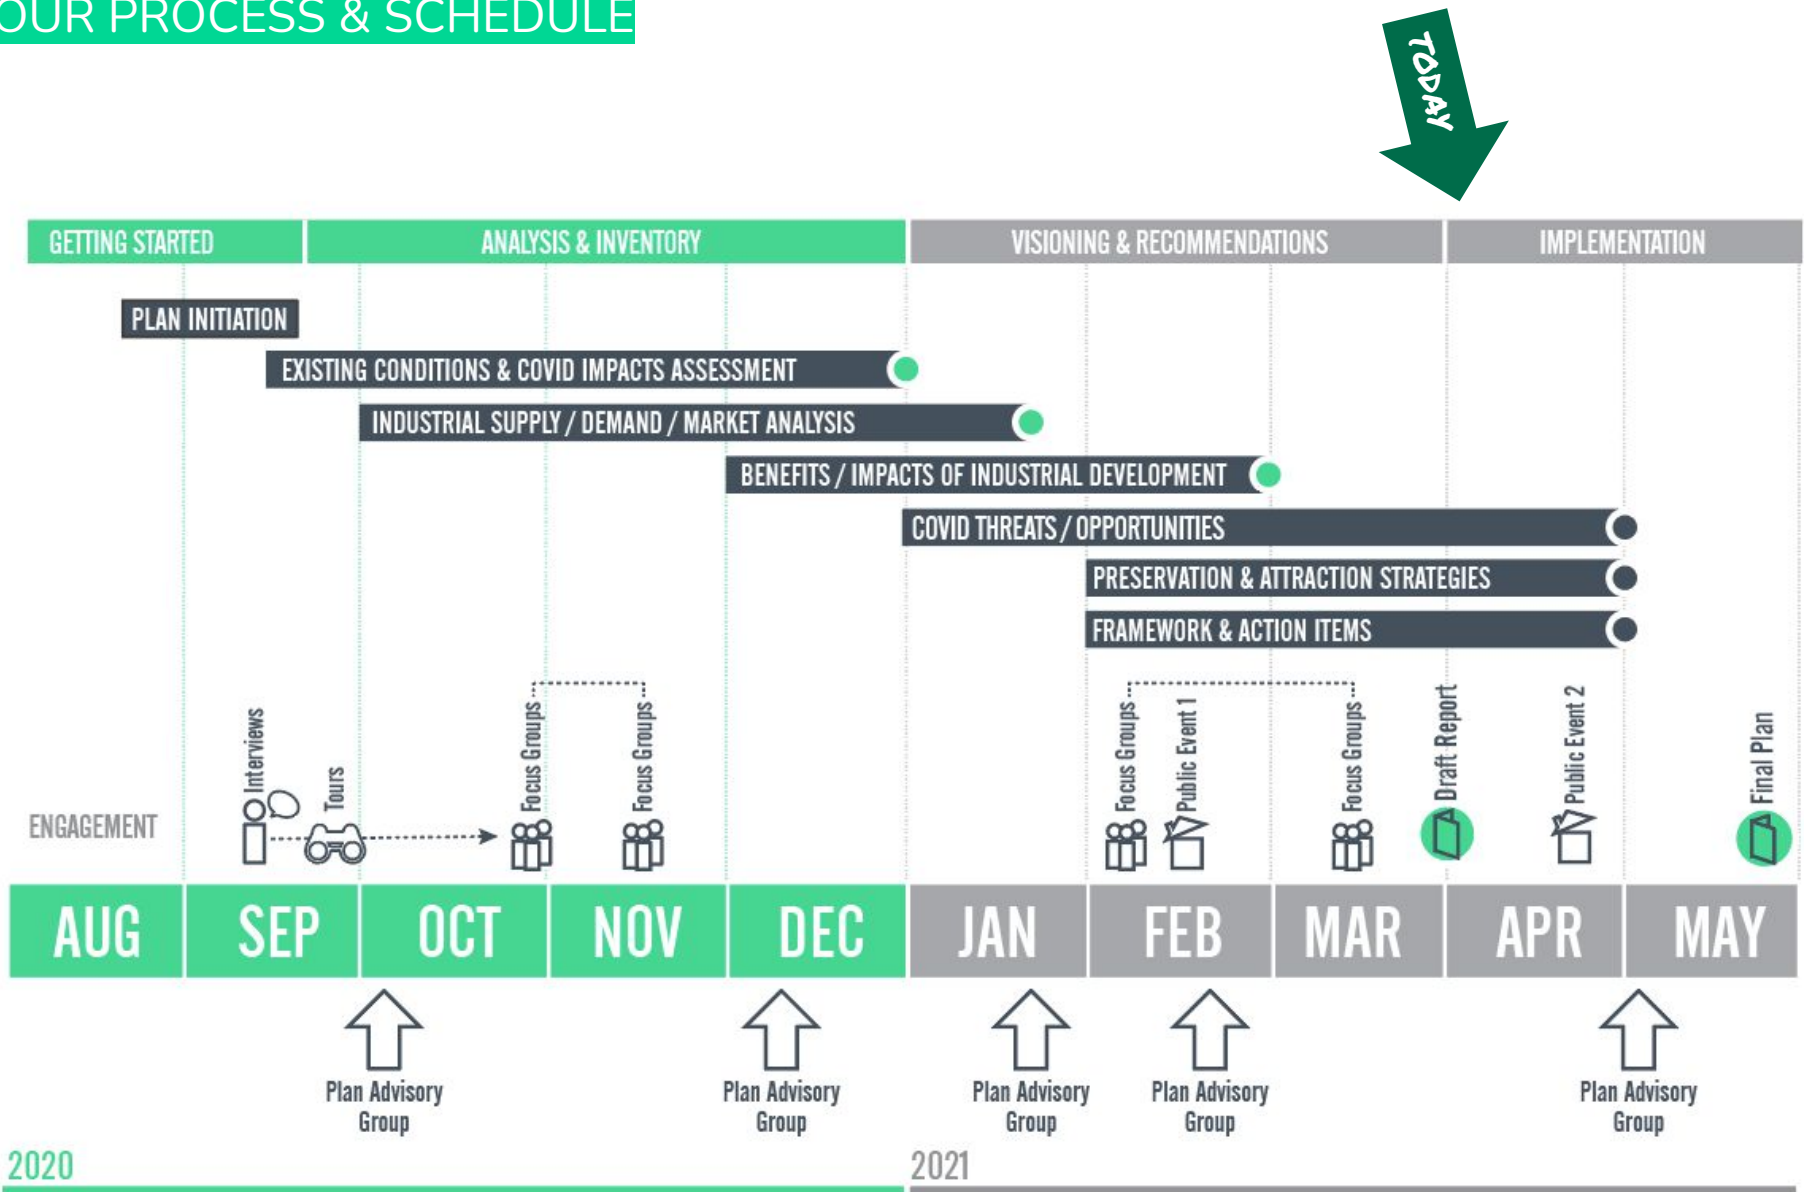 OUR PROCESS & SCHEDULE
TODAY
GETTING STARTED
ANALYSIS & INVENTORY
VISIONING & RECOMMENDATIONS
IMPLEMENTATION
PLAN INITIATION
EXISTING CONDITIONS & COVID IMPACTS ASSESSMENT
INDUSTRIAL SUPPLY / DEMAND / MARKET ANALYSIS
BENEFITS / IMPACTS OF INDUSTRIAL DEVELOPMENT
COVID THREATS / OPPORTUNITIES
PRESERVATION & ATTRACTION STRATEGIES
FRAMEWORK & ACTION ITEMS
ENGAGEMENT
Interviews
Tours
Focus Groups
Focus Groups
Focus Groups
Public Event 1
Focus Groups
Draft Report
Public Event 2
Final Plan
AUG
SEP
OCT
NOV
DEC
JAN
FEB
MAR
APR
MAY
Plan Advisory
Group
Plan Advisory
Group
Plan Advisory
Group
Plan Advisory
Group
Plan Advisory
Group
2020
2021